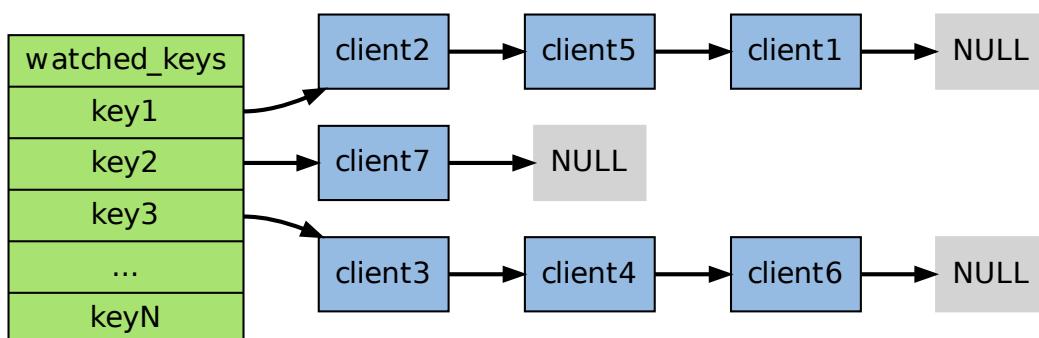 watched_keys
key1
key2
key3
...
keyN
client2 client5 client1 NULL
client7 NULL
client3 client4 client6 NULL